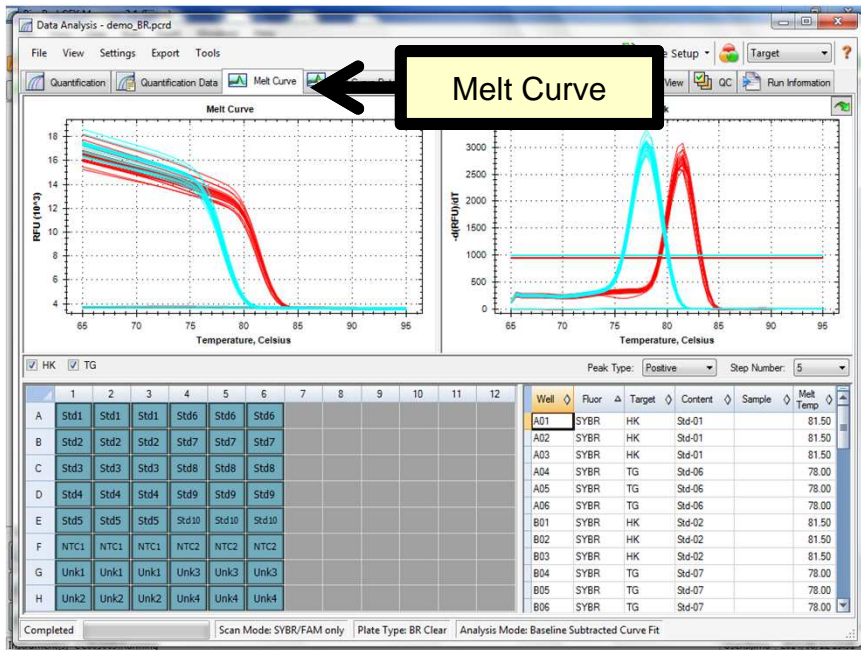 Data Analysis - demo_BR.pcrd
File View Settings Export Tools Setup Target ?
Quantification Quantification Data Melt Curve View QC Run Information
Melt Curve
Melt Curve
18
16
14
12
10
8
6
4
RFU (10^3)
65 70 75 80 85 90 95
Temperature, Celsius
3000
2500
2000
1500
1000
500
0
-d(RFU)/dT
65 70 75 80 85 90 95
Temperature, Celsius
HK TG
Peak Type: Positive Step Number: 5
1 2 3 4 5 6 7 8 9 10 11 12
A Std1 Std1 Std1 Std6 Std6 Std6
B Std2 Std2 Std2 Std7 Std7 Std7
C Std3 Std3 Std3 Std8 Std8 Std8
D Std4 Std4 Std4 Std9 Std9 Std9
E Std5 Std5 Std5 Std10 Std10 Std10
F NTC1 NTC1 NTC1 NTC2 NTC2 NTC2
G Unk1 Unk1 Unk1 Unk3 Unk3 Unk3
H Unk2 Unk2 Unk2 Unk4 Unk4 Unk4
Well Fluor Target Content Sample Melt Temp
A01 SYBR HK Std-01 81.50
A02 SYBR HK Std-01 81.50
A03 SYBR HK Std-01 81.50
A04 SYBR TG Std-06 78.00
A05 SYBR TG Std-06 78.00
A06 SYBR TG Std-06 78.00
B01 SYBR HK Std-02 81.50
B02 SYBR HK Std-02 81.50
B03 SYBR HK Std-02 81.50
B04 SYBR TG Std-07 78.00
B05 SYBR TG Std-07 78.00
B06 SYBR TG Std-07 78.00
Completed Scan Mode: SYBR/FAM only Plate Type: BR Clear Analysis Mode: Baseline Subtracted Curve Fit